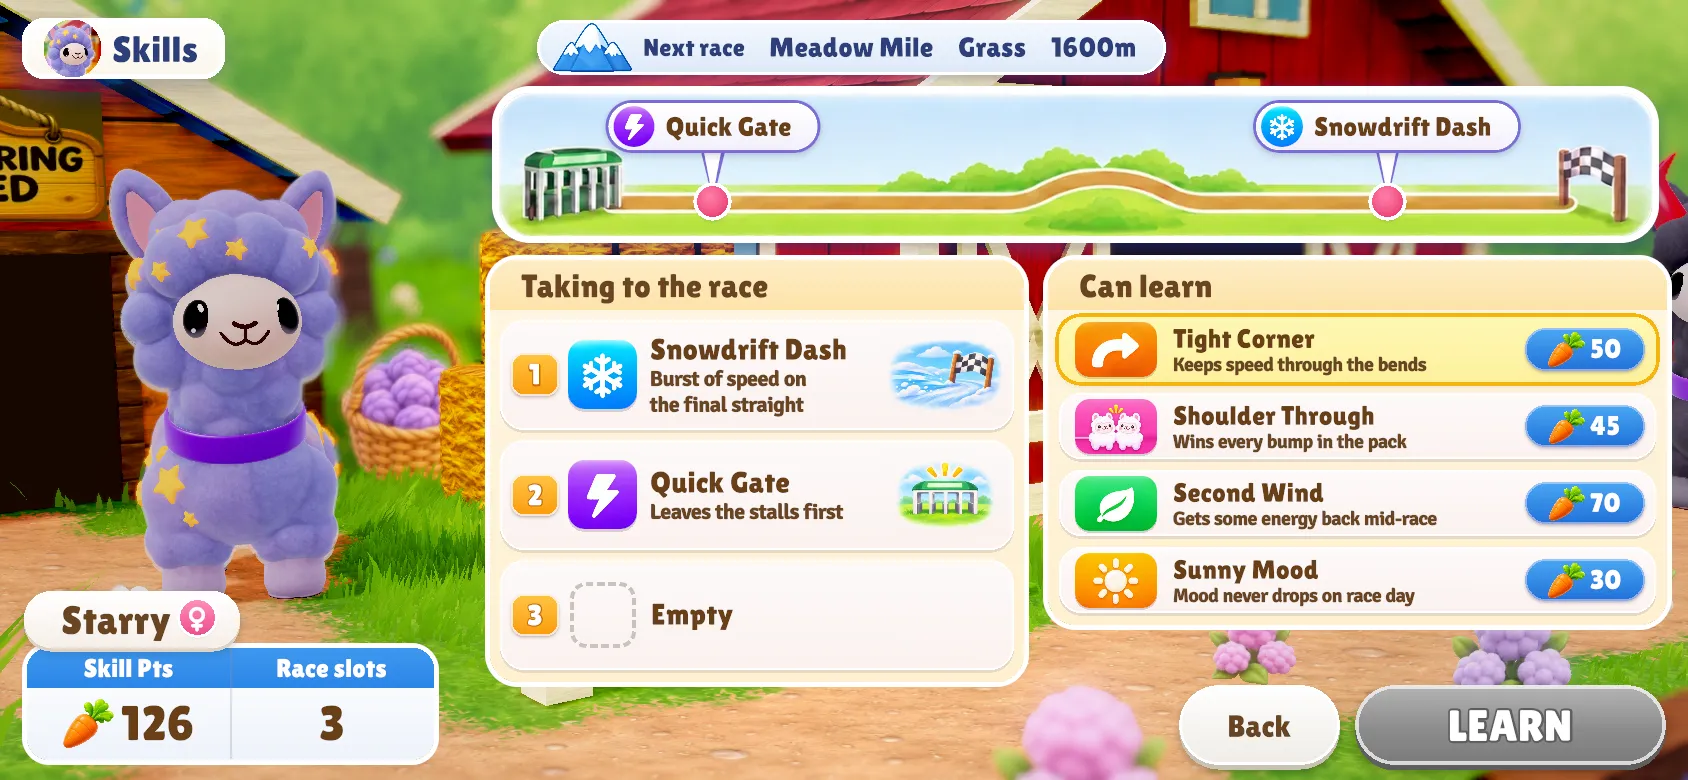 Skills
Next race Meadow Mile Grass 1600m
Quick Gate
Snowdrift Dash
RING
ED
Taking to the race
1
Snowdrift Dash
Burst of speed on
the final straight
2
Quick Gate
Leaves the stalls first
3
Empty
Can learn
Tight Corner
Keeps speed through the bends
50
Shoulder Through
Wins every bump in the pack
45
Second Wind
Gets some energy back mid-race
70
Sunny Mood
Mood never drops on race day
30
Starry
Skill Pts
Race slots
126
3
Back
LEARN